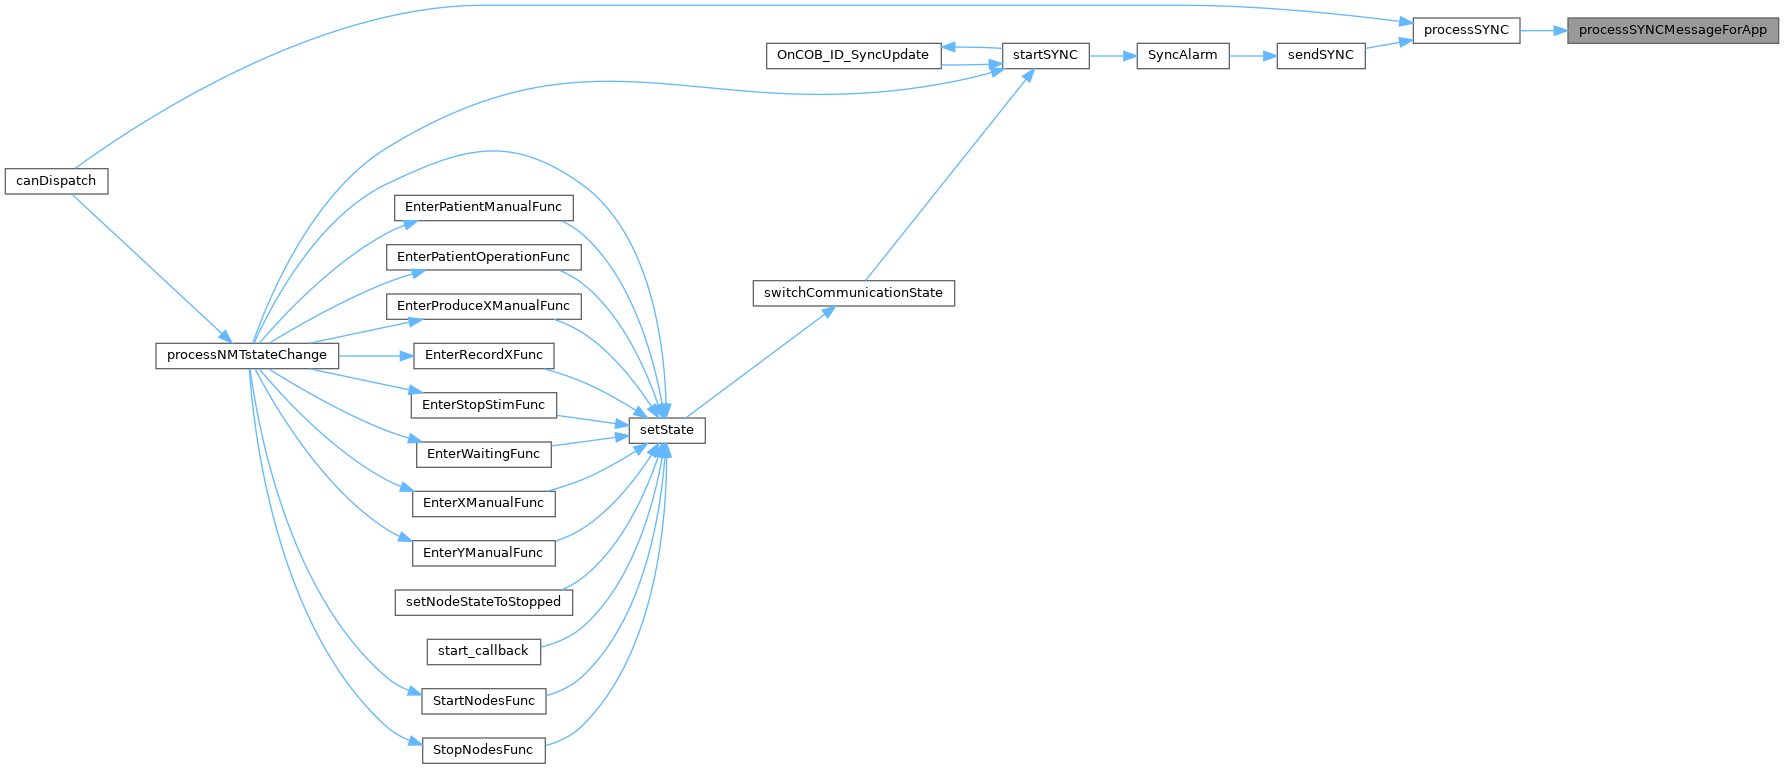 processSYNC
processSYNCMessageForApp
OnCOB_ID_SyncUpdate
startSYNC
SyncAlarm
sendSYNC
canDispatch
EnterPatientManualFunc
EnterPatientOperationFunc
switchCommunicationState
EnterProduceXManualFunc
processNMTstateChange
EnterRecordXFunc
EnterStopStimFunc
setState
EnterWaitingFunc
EnterXManualFunc
EnterYManualFunc
setNodeStateToStopped
start_callback
StartNodesFunc
StopNodesFunc